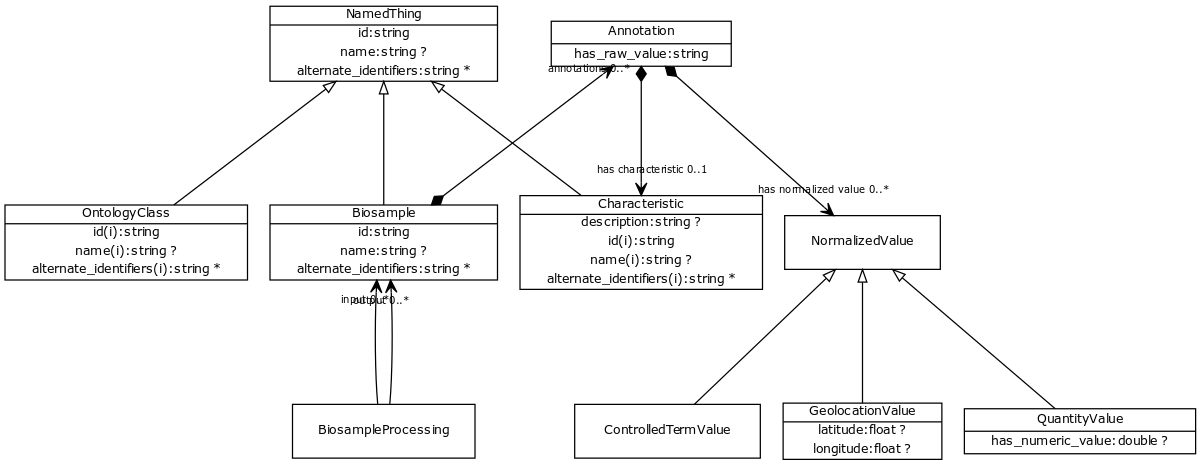 NamedThing
id:string
name:string ?
alternate_identifiers:string *
Annotation
has_raw_value:string
annotations 0..*
has characteristic 0..1
has normalized value 0..*
OntologyClass
id(i):string
name(i):string ?
alternate_identifiers(i):string *
Biosample
id:string
name:string ?
alternate_identifiers:string *
Characteristic
description:string ?
id(i):string
name(i):string ?
alternate_identifiers(i):string *
NormalizedValue
input 0..*
output 0..*
BiosampleProcessing
ControlledTermValue
GeolocationValue
latitude:float ?
longitude:float ?
QuantityValue
has_numeric_value:double ?